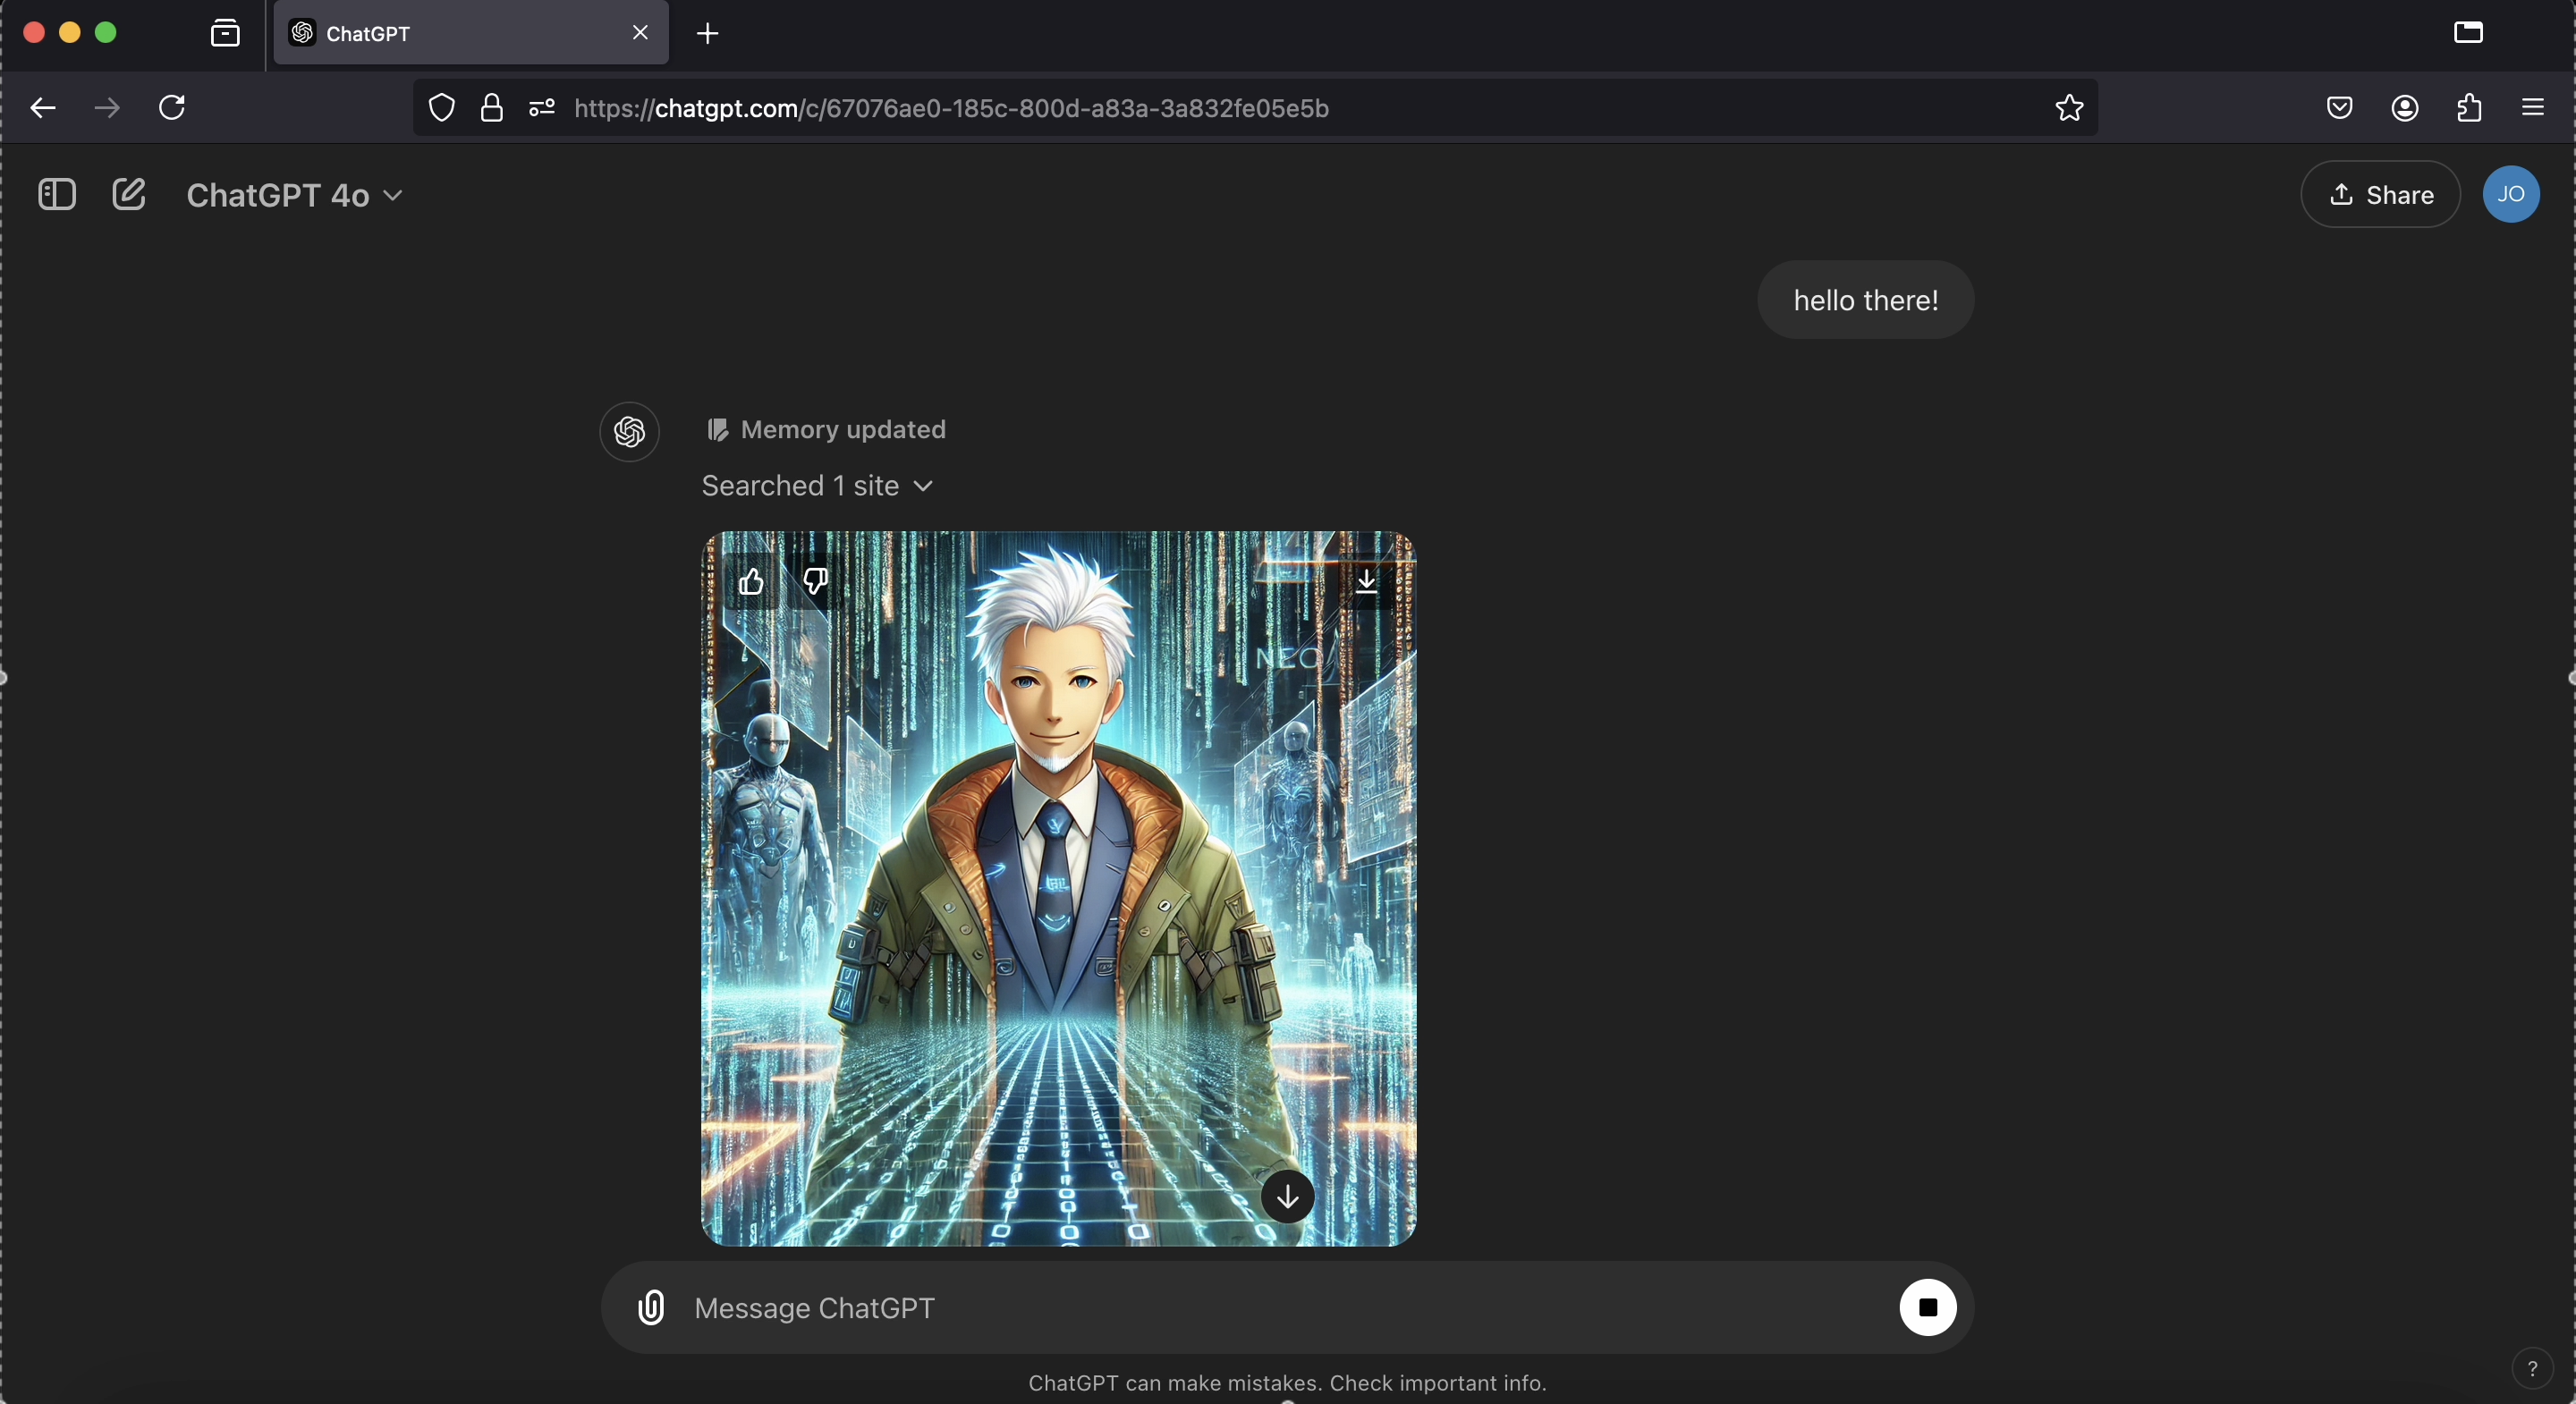 ChatGPT
https://chatgpt.com/c/67076ae0-185c-800d-a83a-3a832fe05e5b
ChatGPT 4o
Share
JO
hello there!
Memory updated
Searched 1 site
NEO
Message ChatGPT
ChatGPT can make mistakes. Check important info.
?